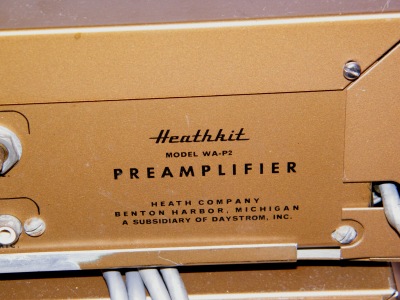 Heathkit
MODEL WA-P2
PREAMPLIFIER
HEATH COMPANY
BENTON HARBOR, MICHIGAN
A SUBSIDIARY OF DAYSTROM, INC.